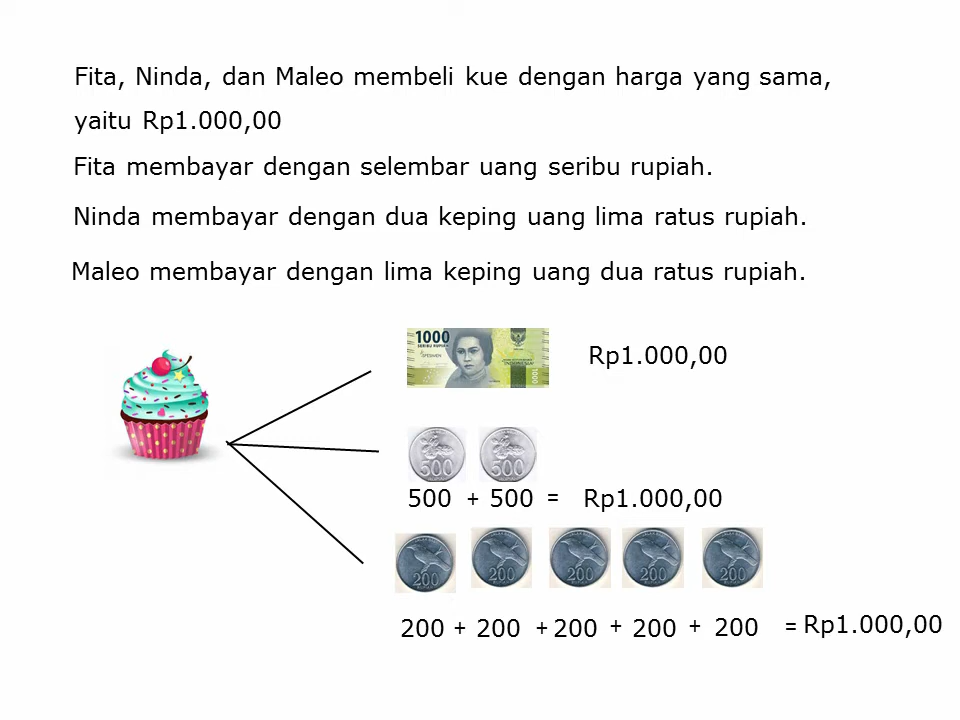 Fita, Ninda, dan Maleo membeli kue dengan harga yang sama,
yaitu Rp1.000,00
Fita membayar dengan selembar uang seribu rupiah.
Ninda membayar dengan dua keping uang lima ratus rupiah.
Maleo membayar dengan lima keping uang dua ratus rupiah.
1000
SERIBU RUPIAH
SPECIMEN
1000
Rp1.000,00
500 500
500 + 500 = Rp1.000,00
200 200 200 200 200
200 + 200 + 200 + 200 + 200 = Rp1.000,00